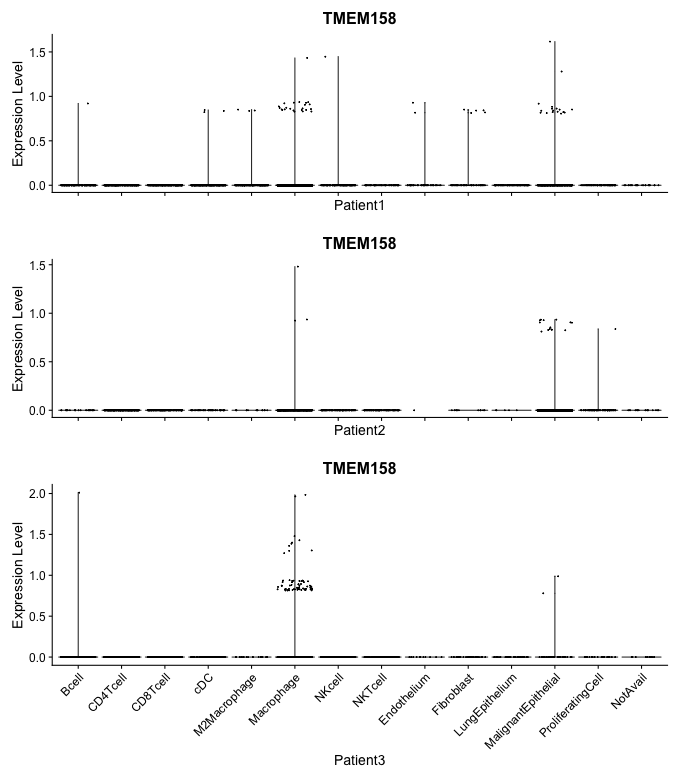 TMEM158
Expression Level
1.5
1.0
0.5
0.0
Patient1
TMEM158
Expression Level
1.5
1.0
0.5
0.0
Patient2
TMEM158
Expression Level
2.0
1.5
1.0
0.5
0.0
Bcell
CD4Tcell
CD8Tcell
cDC
M2Macrophage
Macrophage
NKcell
NKTcell
Endothelium
Fibroblast
LungEpithelium
MalignantEpithelial
ProliferatingCell
NotAvail
Patient3